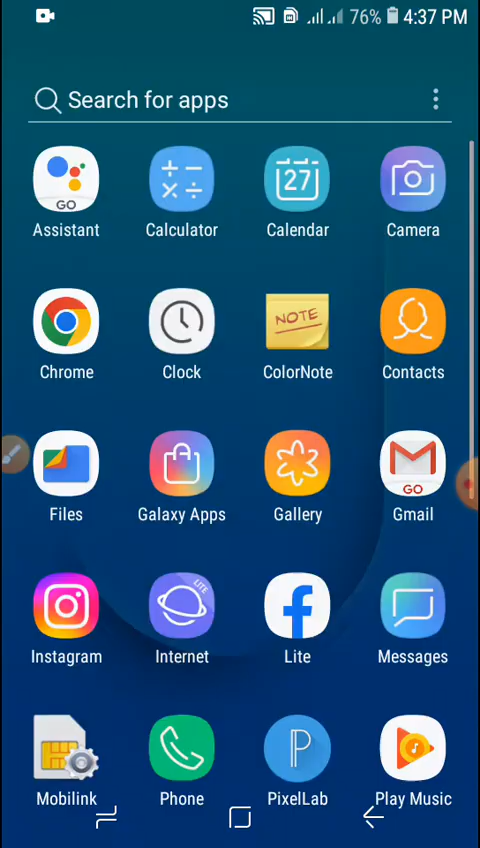 76% 4:37 PM
Search for apps
GO
27
Assistant Calculator Calendar Camera
NOTE
Chrome Clock ColorNote Contacts
GO
Files Galaxy Apps Gallery Gmail
LITE
Instagram Internet Lite Messages
Mobilink Phone PixelLab Play Music